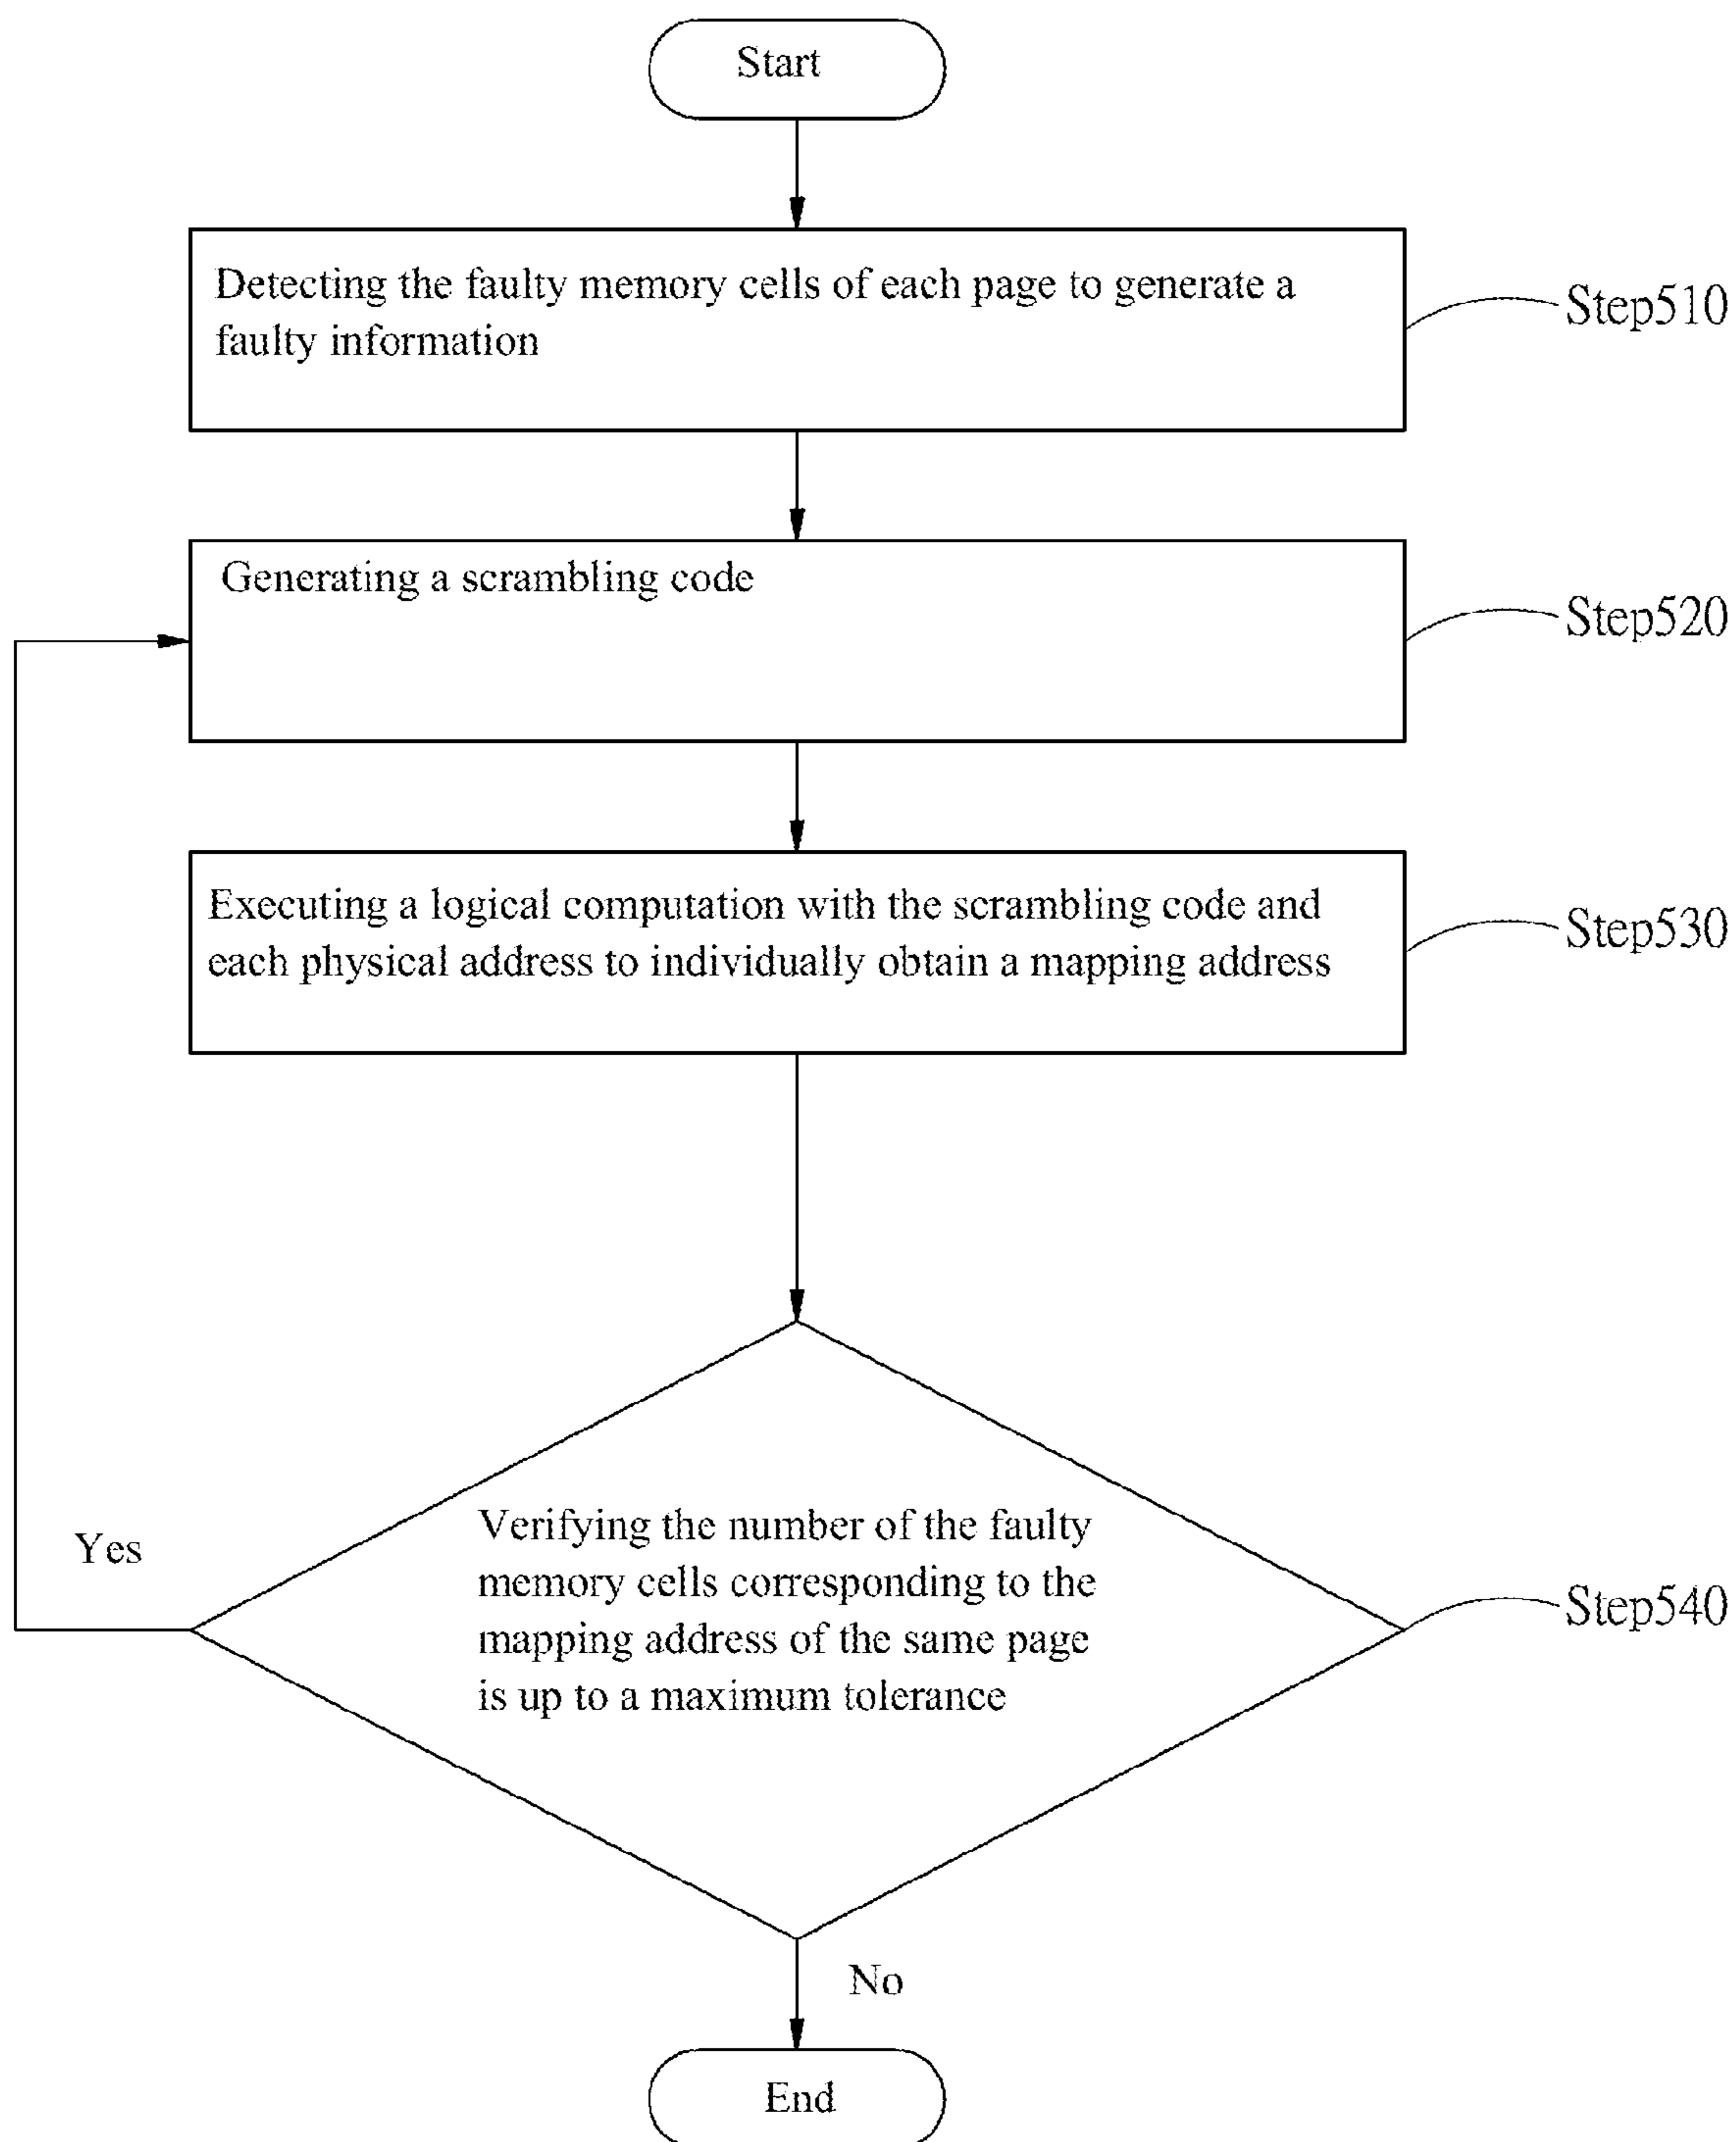 Start
Detecting the faulty memory cells of each page to generate a
faulty information
Step510
Generating a scrambling code
Step520
Executing a logical computation with the scrambling code and
each physical address to individually obtain a mapping address
Step530
Verifying the number of the faulty
memory cells corresponding to the
mapping address of the same page
is up to a maximum tolerance
Yes
Step540
No
End